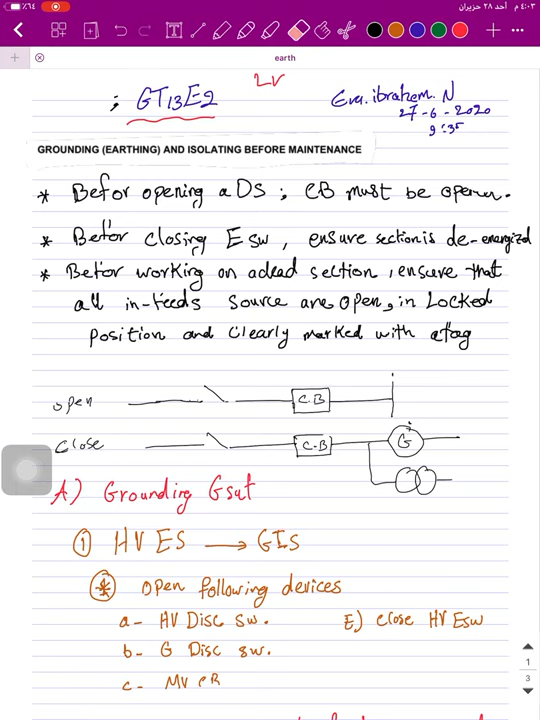 ٤:٠٣ م أحد ٢٨ حزيران
٪٦٤
earth
LV
; GT13E2
Eng. ibrahem. N
27-6-2020
9:35
GROUNDING (EARTHING) AND ISOLATING BEFORE MAINTENANCE
* Befor opening a DS ; CB must be open.
* Befor closing E sw, ensure section is de-energized
* Befor working on a dead section, ensure that
all in-feeds source are open, in Locked
position and clearly marked with a tag
open C.B
close C.B G
A) Grounding Gsut
① HV ES → GIS
* open following devices
a- HV Disc sw. E) close HV Esw
b- G Disc sw.
c- MV CB
1
3